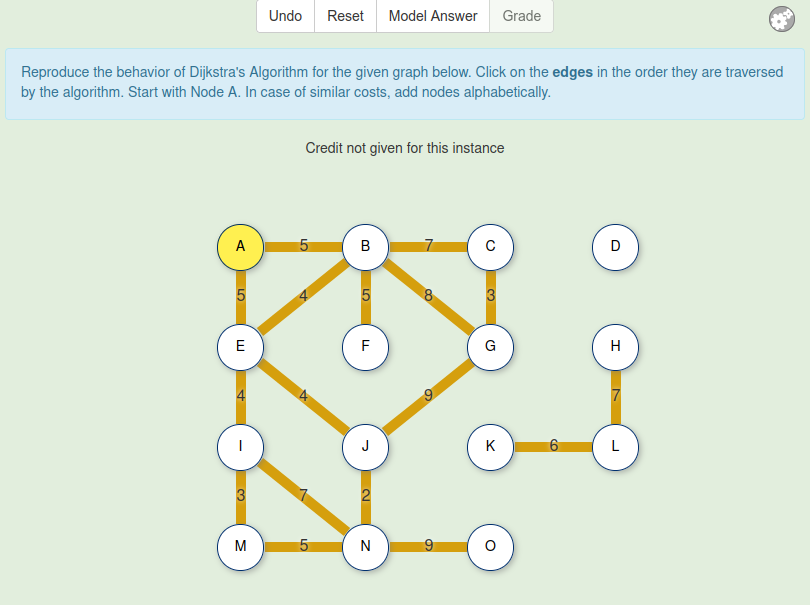 Undo Reset Model Answer Grade
Reproduce the behavior of Dijkstra's Algorithm for the given graph below. Click on the edges in the order they are traversed
by the algorithm. Start with Node A. In case of similar costs, add nodes alphabetically.
Credit not given for this instance
A 5 B 7 C D
5 4 5 8 3
E F G H
4 4 9 7
I J K 6 L
3 7 2
M 5 N 9 O